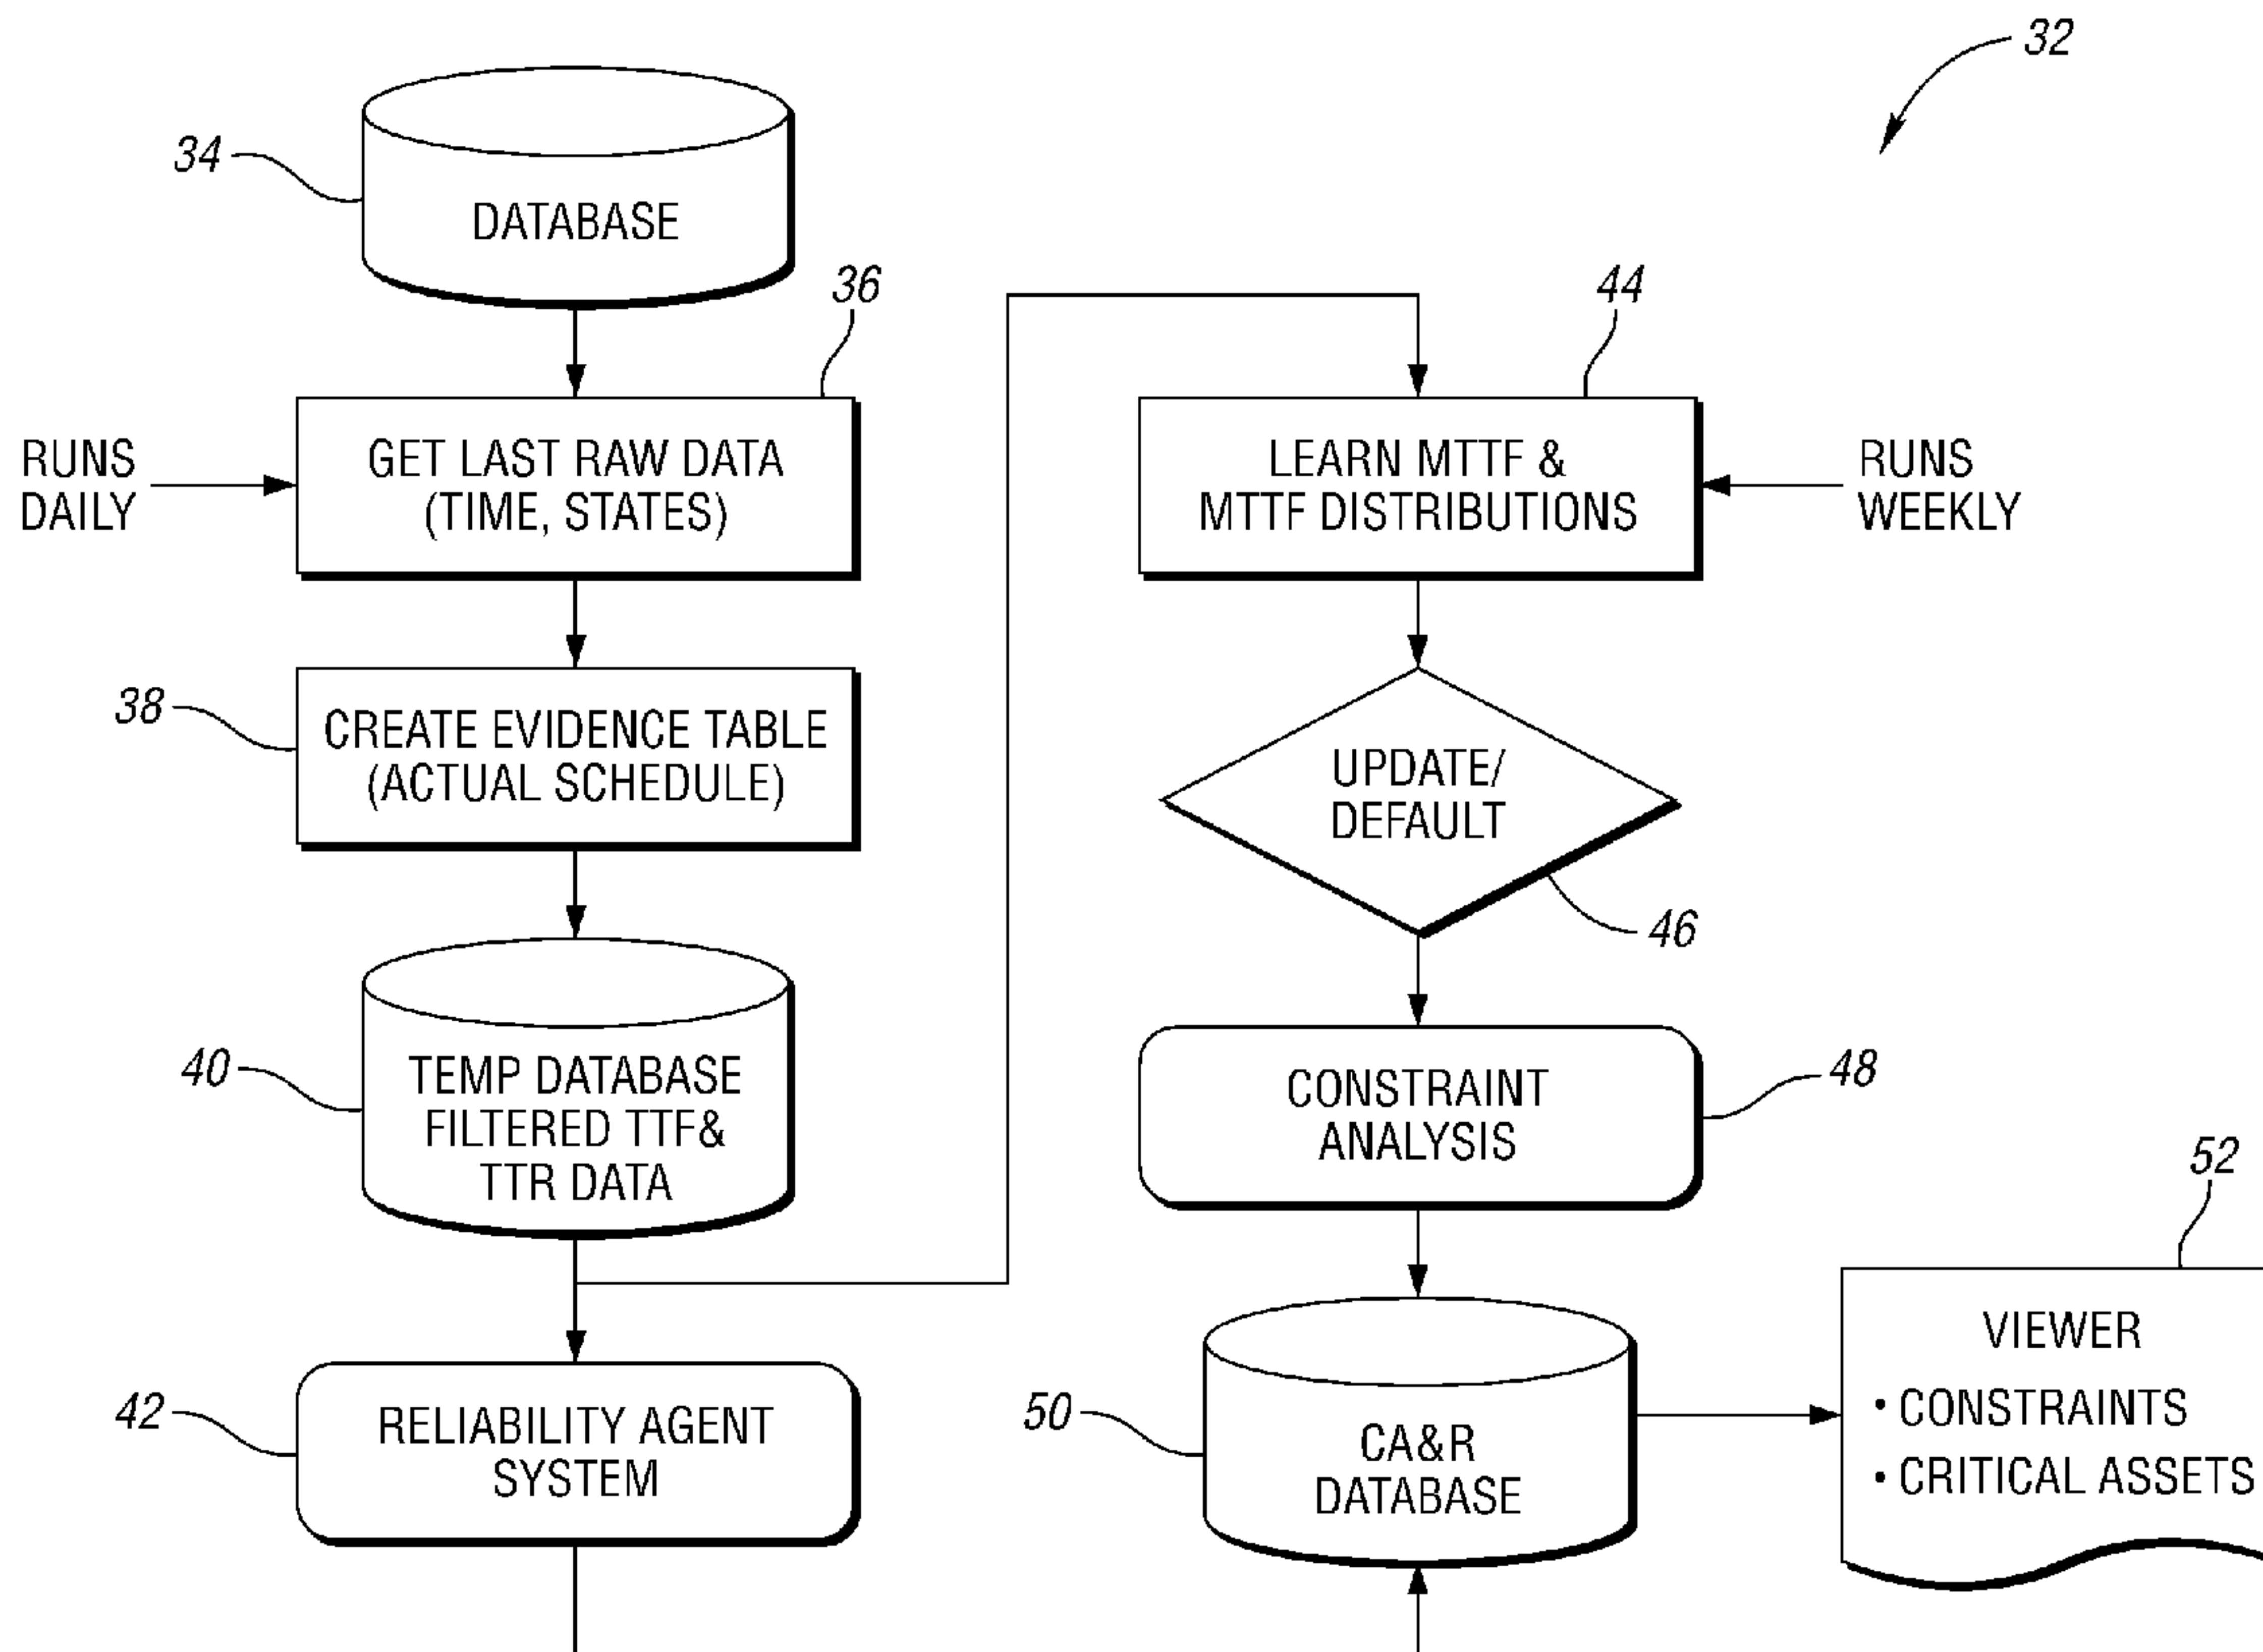 32
34
DATABASE
36
RUNS
DAILY
GET LAST RAW DATA
(TIME, STATES)
38
CREATE EVIDENCE TABLE
(ACTUAL SCHEDULE)
40
TEMP DATABASE
FILTERED TTF&
TTR DATA
42
RELIABILITY AGENT
SYSTEM
44
LEARN MTTF &
MTTF DISTRIBUTIONS
RUNS
WEEKLY
UPDATE/
DEFAULT
46
CONSTRAINT
ANALYSIS
48
50
CA&R
DATABASE
52
VIEWER
• CONSTRAINTS
• CRITICAL ASSETS